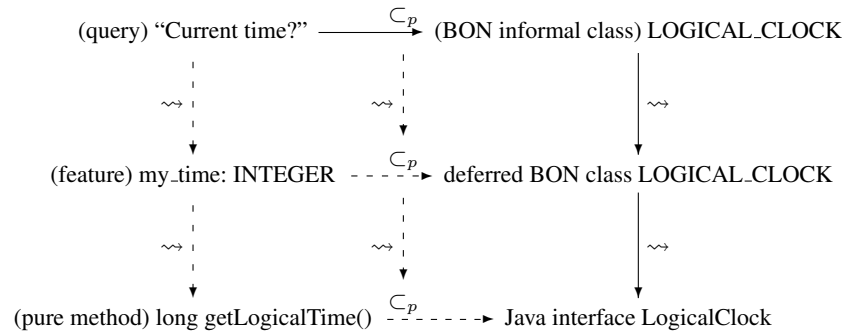 (query) “Current time?” ⊂p (BON informal class) LOGICAL_CLOCK
⇝ ⇝ ⇝
(feature) my_time: INTEGER ⊂p deferred BON class LOGICAL_CLOCK
⇝ ⇝ ⇝
(pure method) long getLogicalTime() ⊂p Java interface LogicalClock